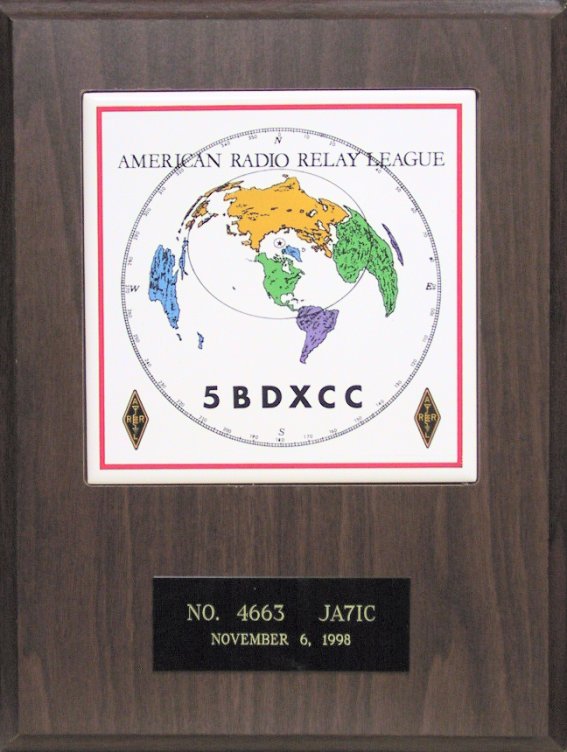 N
AMERICAN RADIO RELAY LEAGUE
W
E
5BDXCC
A
R R
L
A
R R
L
S
NO. 4663 JA7IC
NOVEMBER 6, 1998